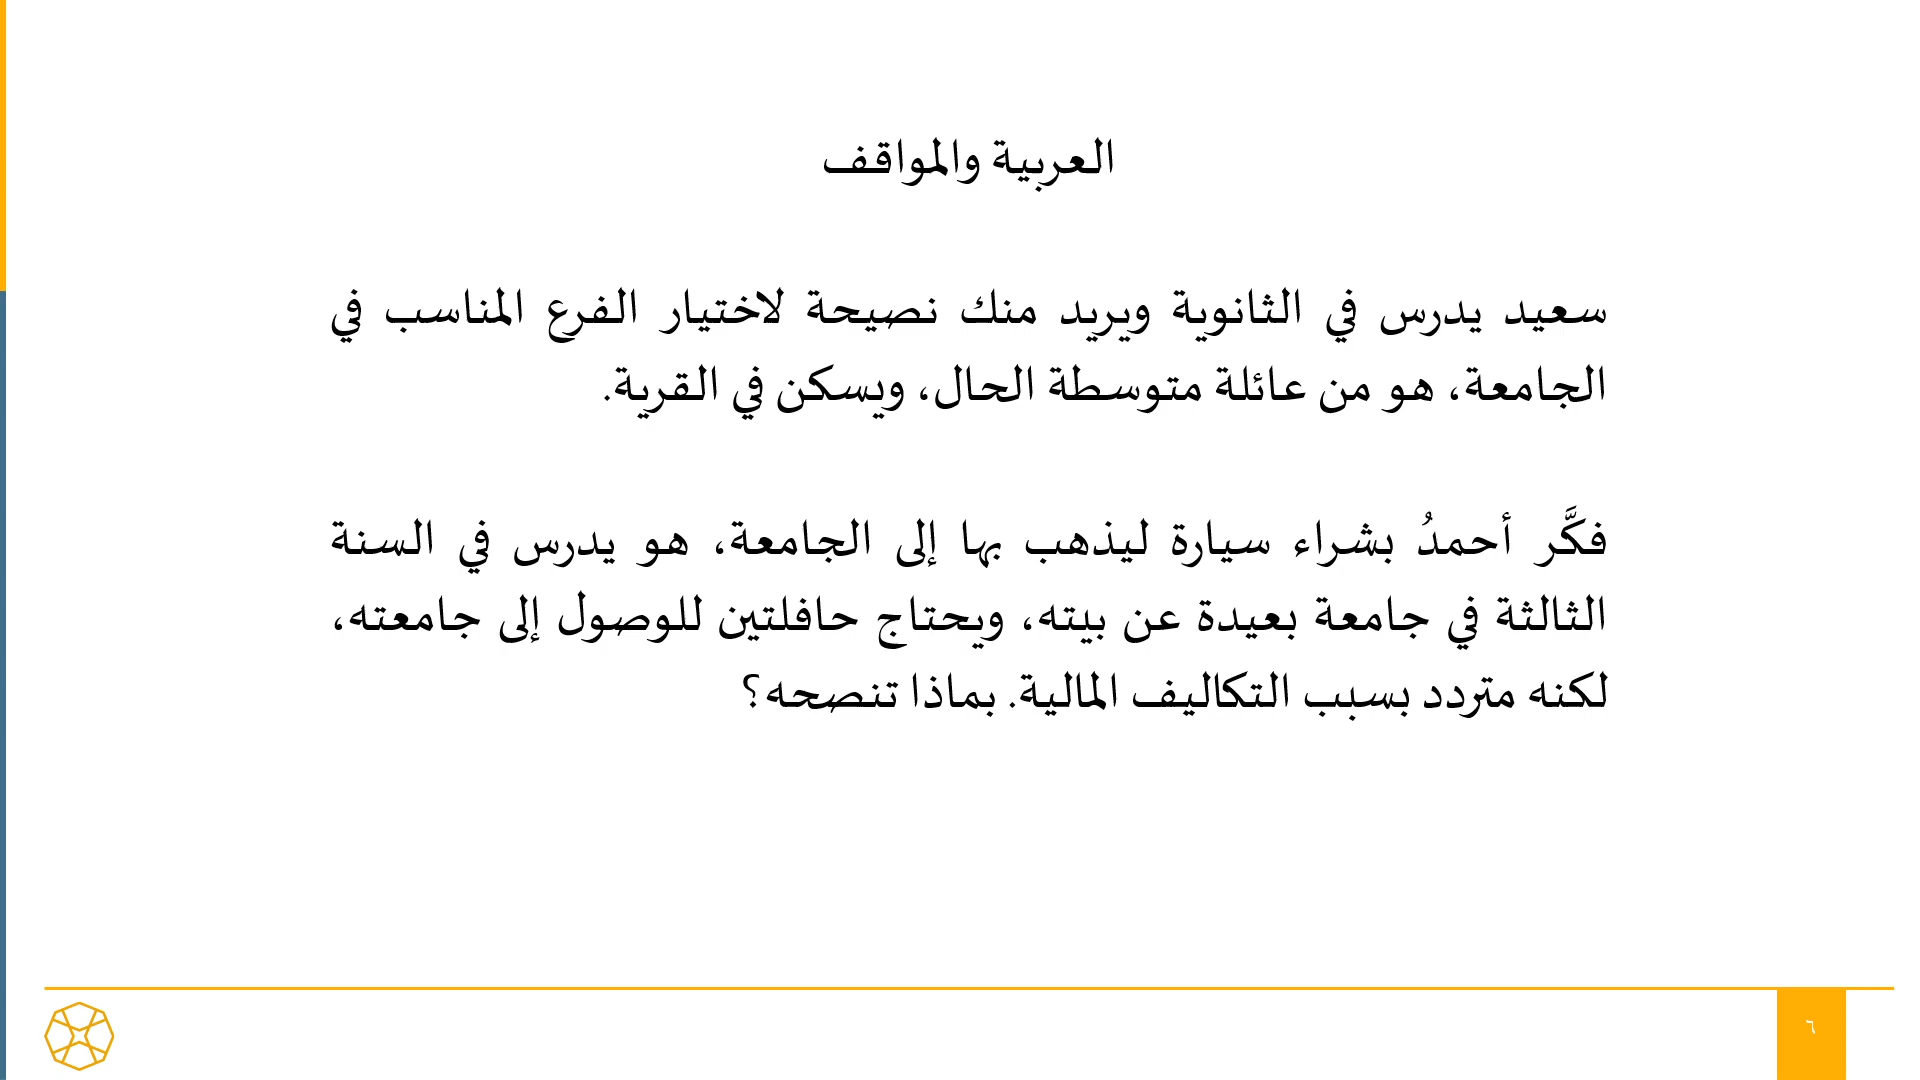 العربية والمواقف
سعيد يدرس في الثانوية ويريد منك نصيحة لاختيار الفرع المناسب في
الجامعة، هو من عائلة متوسطة الحال، ويسكن في القرية.
فكَّر أحمدُ بشراء سيارة ليذهب بها إلى الجامعة، هو يدرس في السنة
الثالثة في جامعة بعيدة عن بيته، ويحتاج حافلتين للوصول إلى جامعته،
لكنه متردد بسبب التكاليف المالية. بماذا تنصحه؟
٦